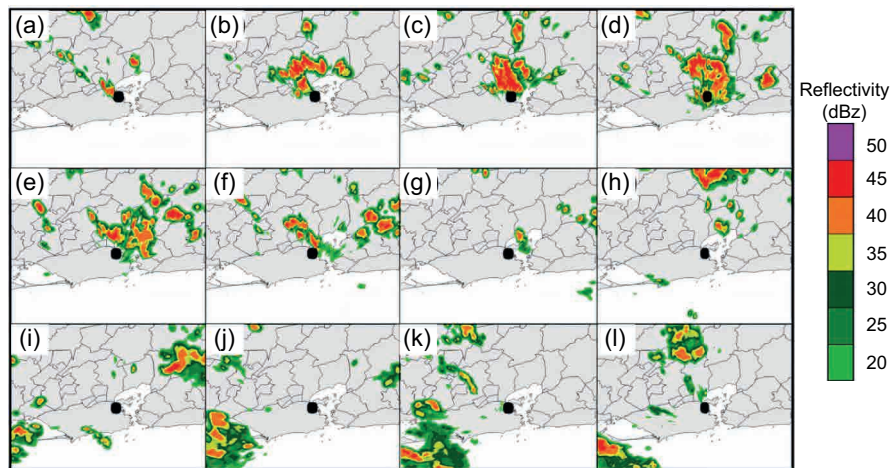 (a)
(b)
(c)
(d)
Reflectivity
(dBz)
50
45
40
35
30
25
20
(e)
(f)
(g)
(h)
(i)
(j)
(k)
(l)